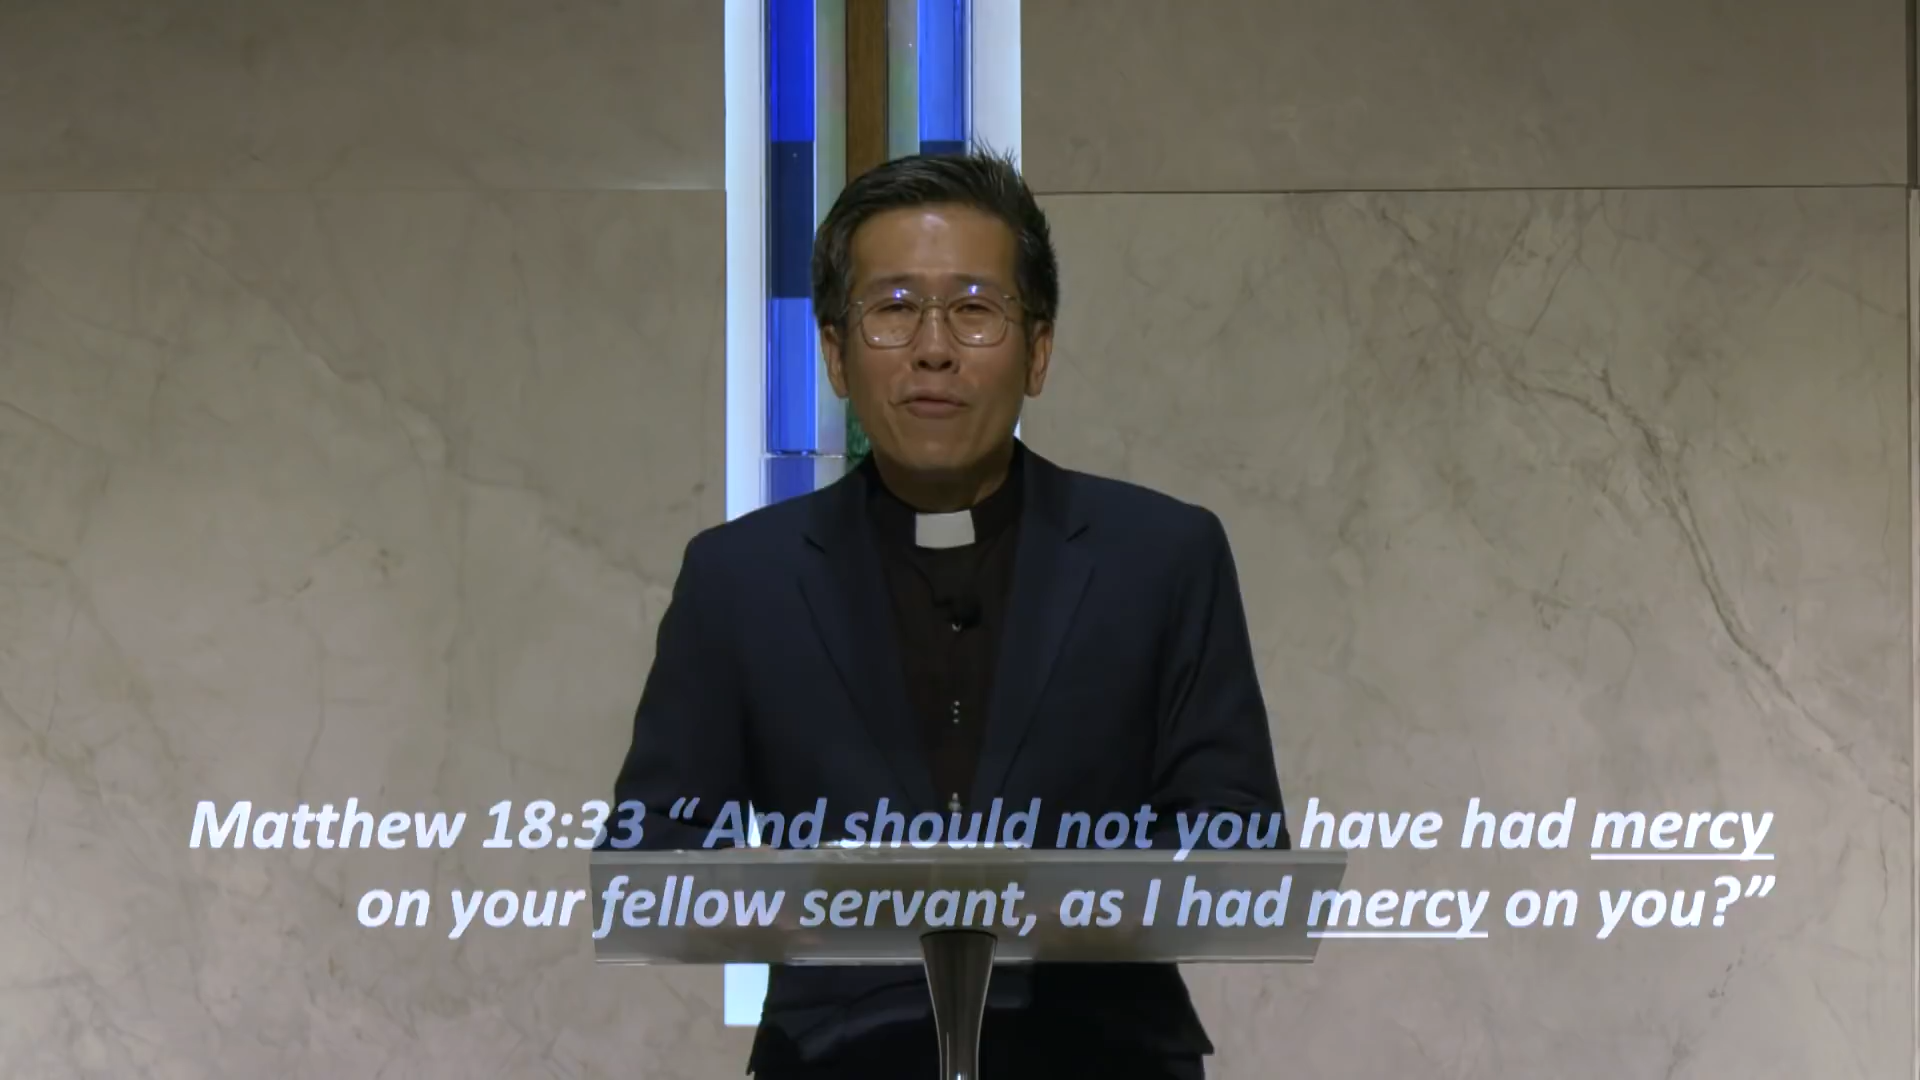 Matthew 18:33 “And should not you have had mercy
on your fellow servant, as I had mercy on you?”